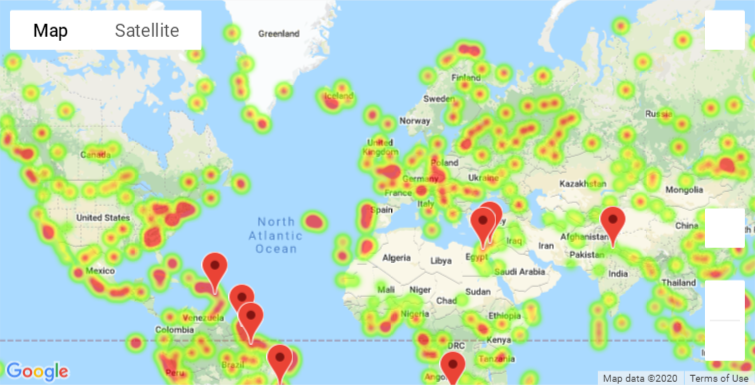 Map
Satellite
Greenland
Iceland
Finland
Sweden
Norway
Russia
Canada
United
Kingdom
Poland
Germany
Ukraine
France
Kazakhstan
Mongolia
Italy
Spain
United States
North
Atlantic
Ocean
Afghanistan
China
Iraq
Iran
Pakistan
Algeria
Libya
Egypt
Saudi Arabia
India
Mexico
Thailand
Mali
Niger
Chad
Sudan
Nigeria
Ethiopia
Venezuela
Colombia
DRC
Kenya
Tanzania
Brazil
Peru
Google
Map data ©2020
Terms of Use